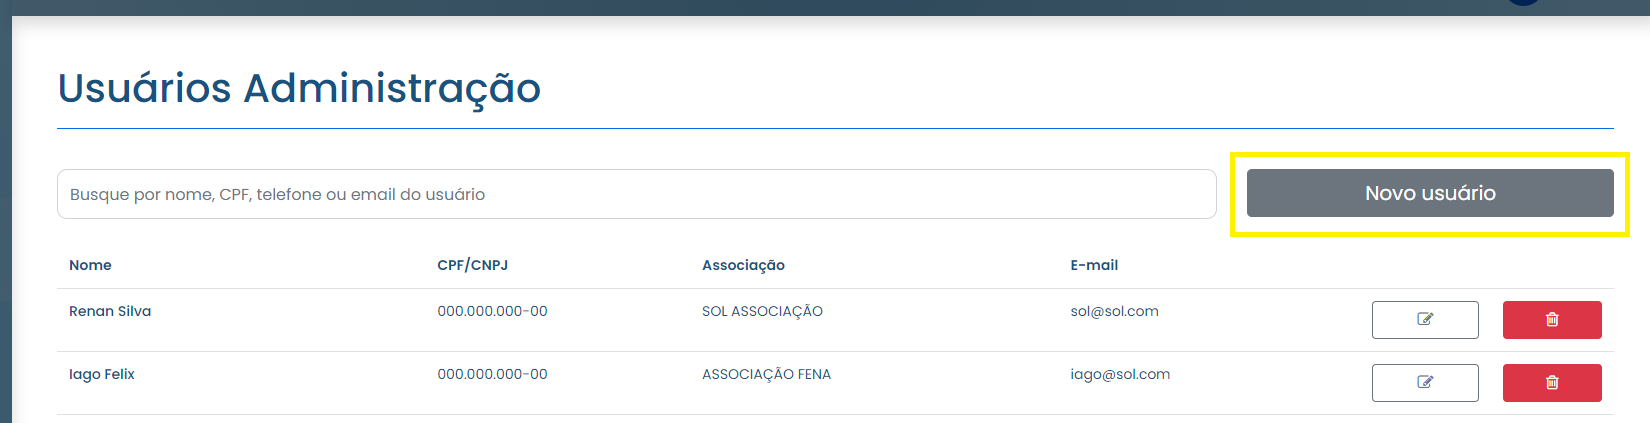 Usuários Administração
Busque por nome, CPF, telefone ou email do usuário
Novo usuário
Nome CPF/CNPJ Associação E-mail
Renan Silva 000.000.000-00 SOL ASSOCIAÇÃO sol@sol.com
Iago Felix 000.000.000-00 ASSOCIAÇÃO FENA iago@sol.com